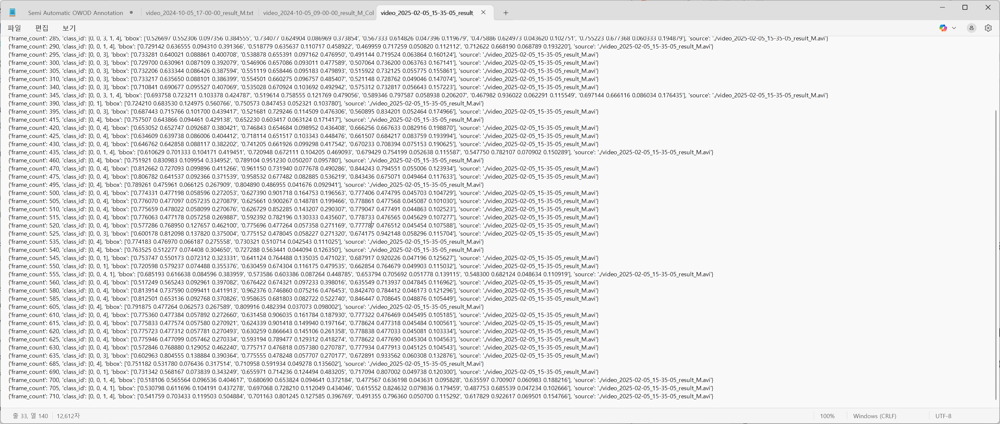 Semi Automatic OWOD Annotation
video_2024-10-05_17-00-00_result_M.txt
video_2024-10-05_09-00-00_result_M_Col
video_2025-02-05_15-35-05_result_
파일 편집 보기
{'frame_count': 285, 'class_id': [0, 0, 3, 1, 4], 'bbox': ['0.526697 0.552306 0.097356 0.384555', '0.734077 0.624904 0.086969 0.373854', '0.567333 0.614826 0.047396 0.119679', '0.475886 0.624973 0.043620 0.102751', '0.755223 0.677368 0.060333 0.194879'], 'source': './video_2025-02-05_15-35-05_result_M.avi'}
{'frame_count': 290, 'class_id': [0, 0, 1, 4], 'bbox': ['0.729142 0.636555 0.094310 0.391366', '0.518779 0.635637 0.110717 0.458922', '0.469959 0.717259 0.050820 0.112112', '0.712622 0.668190 0.068789 0.193220'], 'source': './video_2025-02-05_15-35-05_result_M.avi'}
{'frame_count': 295, 'class_id': [0, 0, 3], 'bbox': ['0.733281 0.640021 0.088861 0.400708', '0.538878 0.655391 0.097162 0.476950', '0.491144 0.719524 0.063864 0.160124'], 'source': './video_2025-02-05_15-35-05_result_M.avi'}
{'frame_count': 300, 'class_id': [0, 0, 3], 'bbox': ['0.729700 0.630961 0.087109 0.392079', '0.546906 0.657086 0.093011 0.477589', '0.507064 0.736200 0.063763 0.167141'], 'source': './video_2025-02-05_15-35-05_result_M.avi'}
{'frame_count': 305, 'class_id': [0, 0, 3], 'bbox': ['0.732206 0.633344 0.086426 0.387594', '0.551119 0.658446 0.095183 0.479893', '0.515922 0.732125 0.055775 0.155861'], 'source': './video_2025-02-05_15-35-05_result_M.avi'}
{'frame_count': 310, 'class_id': [0, 0, 3], 'bbox': ['0.733217 0.635650 0.088101 0.386399', '0.554501 0.660275 0.096757 0.485407', '0.521148 0.728762 0.049046 0.147074'], 'source': './video_2025-02-05_15-35-05_result_M.avi'}
{'frame_count': 340, 'class_id': [0, 0, 3], 'bbox': ['0.710841 0.690677 0.095527 0.407069', '0.535028 0.670924 0.103692 0.492942', '0.575312 0.732817 0.056643 0.157223'], 'source': './video_2025-02-05_15-35-05_result_M.avi'}
{'frame_count': 345, 'class_id': [0, 0, 3, 1, 4], 'bbox': ['0.693758 0.723211 0.103378 0.424787', '0.519614 0.758555 0.121769 0.479056', '0.589346 0.797587 0.058938 0.206207', '0.467982 0.936022 0.062291 0.115549', '0.697144 0.666116 0.086034 0.176435'], 'source': './video_2025-02-05_15-35-05_result_M.avi'}
{'frame_count': 390, 'class_id': [0, 1], 'bbox': ['0.724210 0.683530 0.124975 0.560766', '0.750573 0.847453 0.052321 0.103780'], 'source': './video_2025-02-05_15-35-05_result_M.avi'}
{'frame_count': 395, 'class_id': [0, 0, 3], 'bbox': ['0.687443 0.715766 0.101700 0.439417', '0.521681 0.729246 0.114509 0.476306', '0.560895 0.834201 0.052464 0.174966'], 'source': './video_2025-02-05_15-35-05_result_M.avi'}
{'frame_count': 415, 'class_id': [0, 4], 'bbox': ['0.757507 0.643866 0.094461 0.429138', '0.652230 0.603417 0.063124 0.171417'], 'source': './video_2025-02-05_15-35-05_result_M.avi'}
{'frame_count': 420, 'class_id': [0, 0, 4], 'bbox': ['0.653052 0.652747 0.092687 0.380421', '0.746843 0.654684 0.098952 0.436408', '0.666256 0.667633 0.082916 0.198870'], 'source': './video_2025-02-05_15-35-05_result_M.avi'}
{'frame_count': 425, 'class_id': [0, 0, 4], 'bbox': ['0.634609 0.639738 0.086006 0.404412', '0.718114 0.651517 0.103343 0.448476', '0.661507 0.684217 0.083759 0.193994'], 'source': './video_2025-02-05_15-35-05_result_M.avi'}
{'frame_count': 430, 'class_id': [0, 0, 4], 'bbox': ['0.646762 0.642858 0.088117 0.382202', '0.741205 0.661926 0.099298 0.417542', '0.670233 0.708394 0.075153 0.190625'], 'source': './video_2025-02-05_15-35-05_result_M.avi'}
{'frame_count': 435, 'class_id': [0, 0, 1, 4], 'bbox': ['0.610629 0.701333 0.104171 0.419451', '0.720948 0.672111 0.104205 0.469093', '0.679429 0.754199 0.052638 0.115587', '0.547750 0.782107 0.070902 0.150289'], 'source': './video_2025-02-05_15-35-05_result_M.avi'}
{'frame_count': 460, 'class_id': [0, 4], 'bbox': ['0.751921 0.830983 0.109954 0.334952', '0.789104 0.951230 0.050207 0.095780'], 'source': './video_2025-02-05_15-35-05_result_M.avi'}
{'frame_count': 470, 'class_id': [0, 0, 4], 'bbox': ['0.812662 0.727093 0.099896 0.411266', '0.961150 0.731940 0.077678 0.490286', '0.844243 0.794551 0.055006 0.123934'], 'source': './video_2025-02-05_15-35-05_result_M.avi'}
{'frame_count': 475, 'class_id': [0, 0, 4], 'bbox': ['0.806782 0.641537 0.092366 0.371539', '0.958532 0.677482 0.082885 0.536219', '0.843436 0.675071 0.049464 0.117633'], 'source': './video_2025-02-05_15-35-05_result_M.avi'}
{'frame_count': 495, 'class_id': [0, 4], 'bbox': ['0.789261 0.475961 0.066125 0.267909', '0.804890 0.486955 0.041676 0.092941'], 'source': './video_2025-02-05_15-35-05_result_M.avi'}
{'frame_count': 500, 'class_id': [0, 0, 4], 'bbox': ['0.774331 0.477198 0.058596 0.272053', '0.627390 0.901718 0.164753 0.196563', '0.777406 0.474795 0.045703 0.104729'], 'source': './video_2025-02-05_15-35-05_result_M.avi'}
{'frame_count': 505, 'class_id': [0, 0, 4], 'bbox': ['0.776070 0.477097 0.057235 0.270879', '0.625661 0.900267 0.148781 0.199466', '0.778861 0.477568 0.045087 0.101030'], 'source': './video_2025-02-05_15-35-05_result_M.avi'}
{'frame_count': 510, 'class_id': [0, 0, 4], 'bbox': ['0.775659 0.478022 0.058099 0.270676', '0.626729 0.852285 0.143207 0.290307', '0.779047 0.477491 0.044863 0.102523'], 'source': './video_2025-02-05_15-35-05_result_M.avi'}
{'frame_count': 515, 'class_id': [0, 0, 4], 'bbox': ['0.776063 0.477178 0.057258 0.269887', '0.592392 0.782196 0.130333 0.435607', '0.778733 0.476565 0.045629 0.107277'], 'source': './video_2025-02-05_15-35-05_result_M.avi'}
{'frame_count': 520, 'class_id': [0, 0, 4], 'bbox': ['0.577286 0.768950 0.127657 0.462100', '0.775696 0.477264 0.057358 0.271169', '0.777787 0.476512 0.045454 0.107588'], 'source': './video_2025-02-05_15-35-05_result_M.avi'}
{'frame_count': 525, 'class_id': [0, 0, 3], 'bbox': ['0.600178 0.812098 0.137820 0.375004', '0.775152 0.478045 0.058227 0.271320', '0.674175 0.942148 0.058296 0.115704'], 'source': './video_2025-02-05_15-35-05_result_M.avi'}
{'frame_count': 535, 'class_id': [0, 4], 'bbox': ['0.774183 0.476970 0.066187 0.275558', '0.730321 0.510714 0.042543 0.111025'], 'source': './video_2025-02-05_15-35-05_result_M.avi'}
{'frame_count': 540, 'class_id': [0, 4], 'bbox': ['0.763525 0.512277 0.074408 0.304650', '0.727288 0.563441 0.044094 0.126350'], 'source': './video_2025-02-05_15-35-05_result_M.avi'}
{'frame_count': 545, 'class_id': [0, 0, 1], 'bbox': ['0.753747 0.550173 0.072312 0.323331', '0.641124 0.764488 0.135035 0.471023', '0.687917 0.920226 0.047196 0.125627'], 'source': './video_2025-02-05_15-35-05_result_M.avi'}
{'frame_count': 550, 'class_id': [0, 0, 1], 'bbox': ['0.720598 0.579237 0.074488 0.355376', '0.630459 0.674304 0.116175 0.479535', '0.662854 0.764679 0.049903 0.115032'], 'source': './video_2025-02-05_15-35-05_result_M.avi'}
{'frame_count': 555, 'class_id': [0, 0, 4, 1], 'bbox': ['0.685193 0.616638 0.084596 0.383959', '0.573586 0.603386 0.087264 0.448785', '0.653794 0.705692 0.051778 0.139115', '0.548300 0.682124 0.048634 0.110919'], 'source': './video_2025-02-05_15-35-05_result_M.avi'}
{'frame_count': 560, 'class_id': [0, 0, 4], 'bbox': ['0.517249 0.565243 0.092961 0.397082', '0.676422 0.674321 0.097233 0.398016', '0.635549 0.713937 0.047845 0.116962'], 'source': './video_2025-02-05_15-35-05_result_M.avi'}
{'frame_count': 580, 'class_id': [0, 0, 4], 'bbox': ['0.813914 0.737590 0.099411 0.411913', '0.962376 0.746860 0.075216 0.476453', '0.842470 0.784412 0.046173 0.121296'], 'source': './video_2025-02-05_15-35-05_result_M.avi'}
{'frame_count': 585, 'class_id': [0, 0, 4], 'bbox': ['0.812501 0.653136 0.092768 0.370826', '0.958635 0.681803 0.082722 0.522740', '0.846447 0.708645 0.048876 0.105449'], 'source': './video_2025-02-05_15-35-05_result_M.avi'}
{'frame_count': 605, 'class_id': [0, 4], 'bbox': ['0.791875 0.477264 0.062573 0.267589', '0.809916 0.482394 0.037073 0.098002'], 'source': './video_2025-02-05_15-35-05_result_M.avi'}
{'frame_count': 610, 'class_id': [0, 0, 4], 'bbox': ['0.775360 0.477384 0.057892 0.272660', '0.631458 0.906035 0.161784 0.187930', '0.777322 0.476469 0.045495 0.105185'], 'source': './video_2025-02-05_15-35-05_result_M.avi'}
{'frame_count': 615, 'class_id': [0, 0, 4], 'bbox': ['0.775833 0.477574 0.057580 0.270921', '0.624339 0.901418 0.149940 0.197164', '0.778624 0.477318 0.045484 0.100561'], 'source': './video_2025-02-05_15-35-05_result_M.avi'}
{'frame_count': 620, 'class_id': [0, 0, 4], 'bbox': ['0.775723 0.477312 0.057781 0.270493', '0.630259 0.866643 0.145106 0.261358', '0.778838 0.477033 0.045081 0.103334'], 'source': './video_2025-02-05_15-35-05_result_M.avi'}
{'frame_count': 625, 'class_id': [0, 0, 4], 'bbox': ['0.775946 0.477099 0.057462 0.270334', '0.593194 0.789477 0.129312 0.418274', '0.778622 0.477690 0.045304 0.104563'], 'source': './video_2025-02-05_15-35-05_result_M.avi'}
{'frame_count': 630, 'class_id': [0, 0, 4], 'bbox': ['0.572846 0.768880 0.129052 0.462240', '0.775717 0.476818 0.057380 0.270787', '0.777934 0.477913 0.045125 0.104543'], 'source': './video_2025-02-05_15-35-05_result_M.avi'}
{'frame_count': 635, 'class_id': [0, 0, 3], 'bbox': ['0.602963 0.804555 0.138884 0.390364', '0.775555 0.478248 0.057707 0.270177', '0.672891 0.933562 0.060308 0.132876'], 'source': './video_2025-02-05_15-35-05_result_M.avi'}
{'frame_count': 685, 'class_id': [0, 4], 'bbox': ['0.751182 0.531780 0.076436 0.317514', '0.710958 0.591934 0.049278 0.135602'], 'source': './video_2025-02-05_15-35-05_result_M.avi'}
{'frame_count': 690, 'class_id': [0, 0, 1], 'bbox': ['0.731342 0.568167 0.073839 0.343249', '0.655971 0.714236 0.124494 0.483205', '0.717094 0.807002 0.049738 0.120300'], 'source': './video_2025-02-05_15-35-05_result_M.avi'}
{'frame_count': 700, 'class_id': [0, 0, 1, 4], 'bbox': ['0.518106 0.565564 0.096536 0.404617', '0.680690 0.653824 0.094641 0.372184', '0.477567 0.636198 0.043631 0.095828', '0.635597 0.700907 0.060983 0.188216'], 'source': './video_2025-02-05_15-35-05_result_M.avi'}
{'frame_count': 705, 'class_id': [0, 0, 4, 1], 'bbox': ['0.530798 0.611696 0.104191 0.437278', '0.697068 0.728210 0.112049 0.434046', '0.615552 0.824632 0.079836 0.179459', '0.487753 0.685539 0.047234 0.102666'], 'source': './video_2025-02-05_15-35-05_result_M.avi'}
{'frame_count': 710, 'class_id': [0, 0, 1, 4], 'bbox': ['0.541759 0.703433 0.119503 0.504884', '0.701163 0.801245 0.127585 0.396769', '0.491355 0.796360 0.050700 0.115292', '0.617829 0.922617 0.069501 0.154766'], 'source': './video_2025-02-05_15-35-05_result_M.avi'}
줄 33, 열 140 12,612자 100% Windows (CRLF) UTF-8